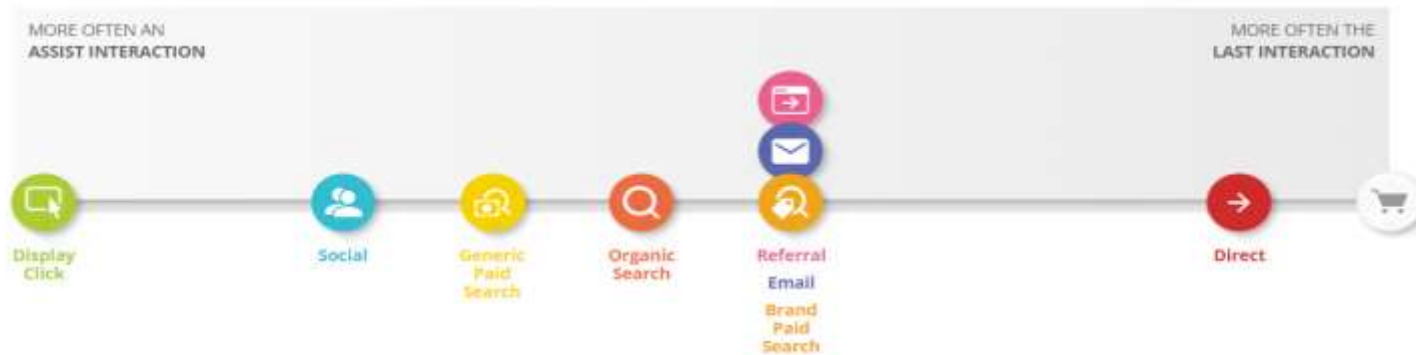 MORE OFTEN AN
ASSIST INTERACTION
MORE OFTEN THE
LAST INTERACTION
Display
Click
Social
Generic
Paid
Search
Organic
Search
Referral
Email
Brand
Paid
Search
Direct